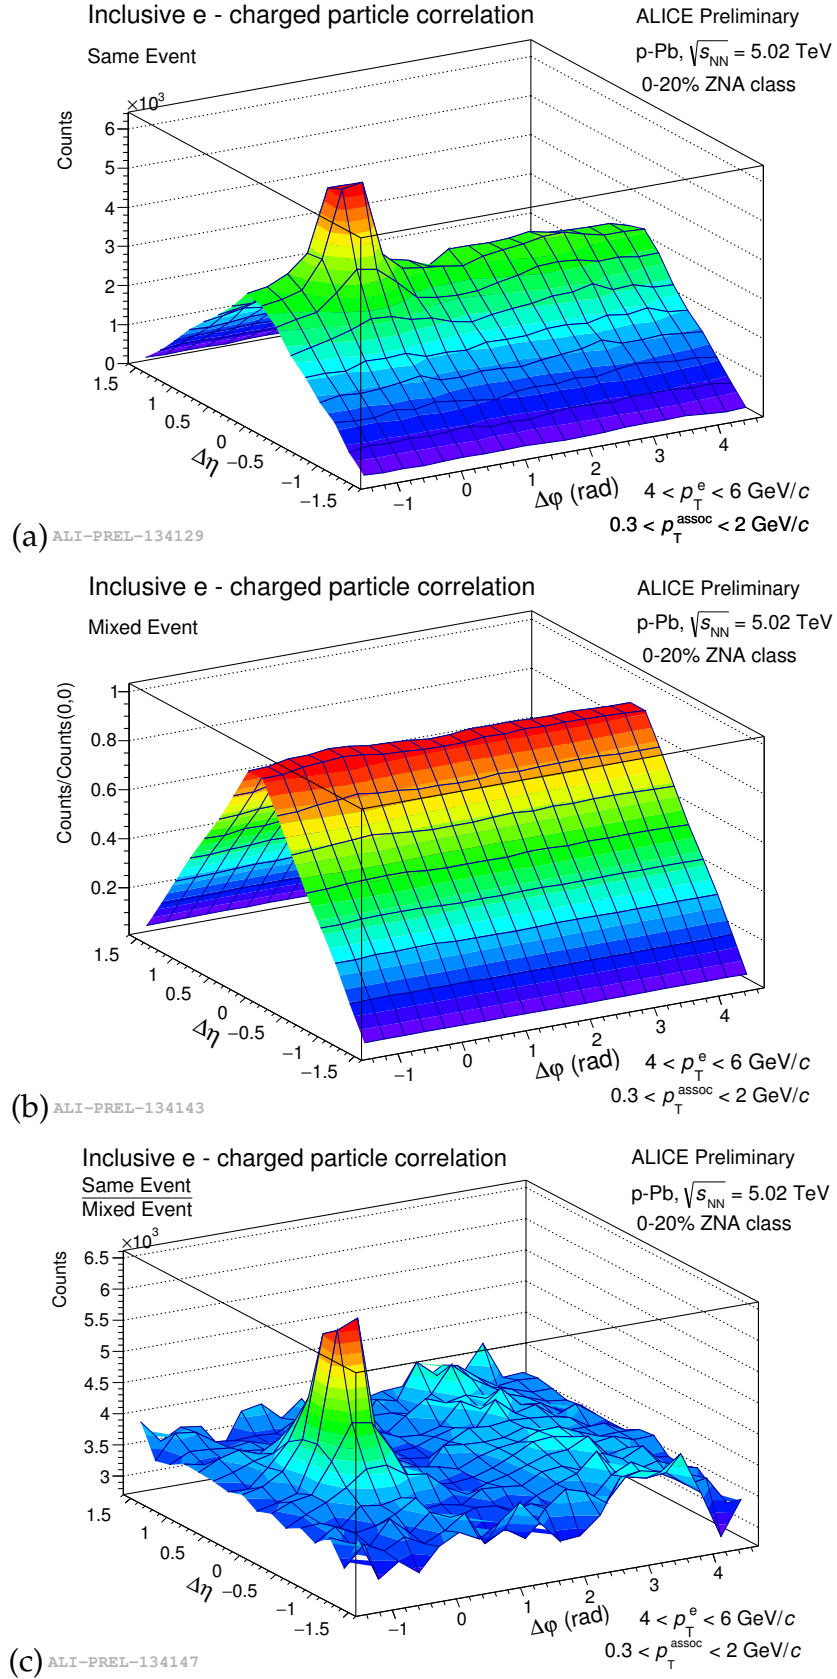 Inclusive e - charged particle correlation
ALICE Preliminary
Same Event
p-Pb, √s_NN = 5.02 TeV
0-20% ZNA class
×10³
Counts
6
5
4
3
2
1
0
1.5
1
0.5
0
−0.5
−1
−1.5
Δη
−1
0
1
2
3
4
Δφ (rad)
4 < p_T^e < 6 GeV/c
0.3 < p_T^assoc < 2 GeV/c
(a) ALI-PREL-134129
Inclusive e - charged particle correlation
ALICE Preliminary
Mixed Event
p-Pb, √s_NN = 5.02 TeV
0-20% ZNA class
Counts/Counts(0,0)
1
0.8
0.6
0.4
0.2
1.5
1
0.5
0
−0.5
−1
−1.5
Δη
−1
0
1
2
3
4
Δφ (rad)
4 < p_T^e < 6 GeV/c
0.3 < p_T^assoc < 2 GeV/c
(b) ALI-PREL-134143
Inclusive e - charged particle correlation
ALICE Preliminary
Same Event
Mixed Event
p-Pb, √s_NN = 5.02 TeV
0-20% ZNA class
×10³
Counts
6.5
6
5.5
5
4.5
4
3.5
3
1.5
1
0.5
0
−0.5
−1
−1.5
Δη
−1
0
1
2
3
4
Δφ (rad)
4 < p_T^e < 6 GeV/c
0.3 < p_T^assoc < 2 GeV/c
(c) ALI-PREL-134147